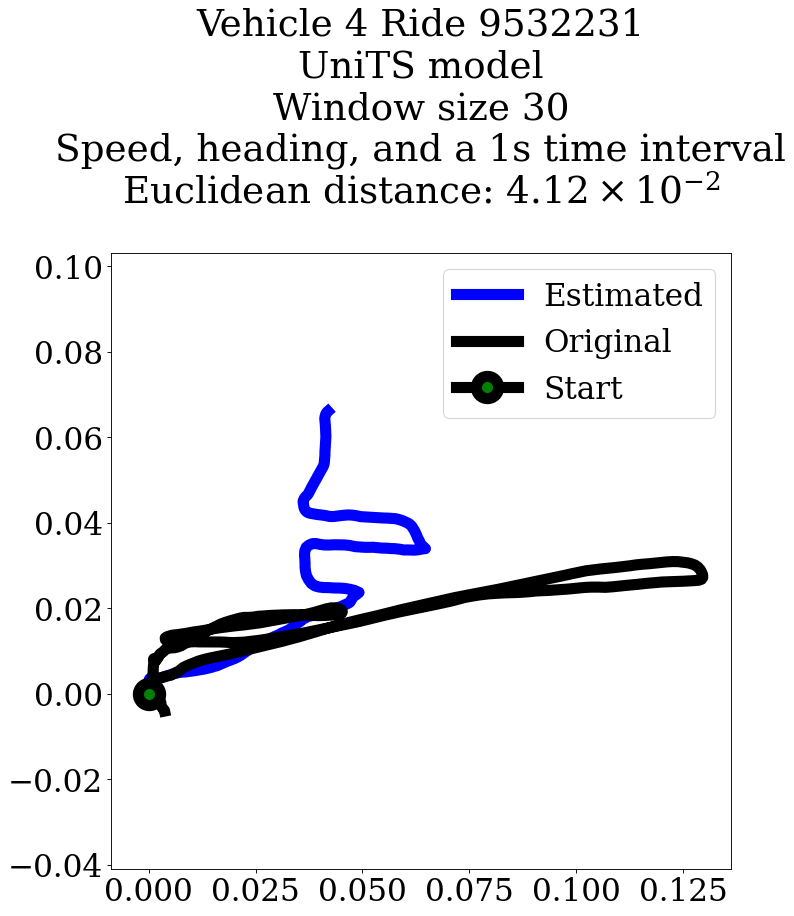 Vehicle 4 Ride 9532231
UniTS model
Window size 30
Speed, heading, and a 1s time interval
Euclidean distance: 4.12 × 10⁻²
0.10
0.08
0.06
0.04
0.02
0.00
−0.02
−0.04
Estimated
Original
Start
0.000 0.025 0.050 0.075 0.100 0.125